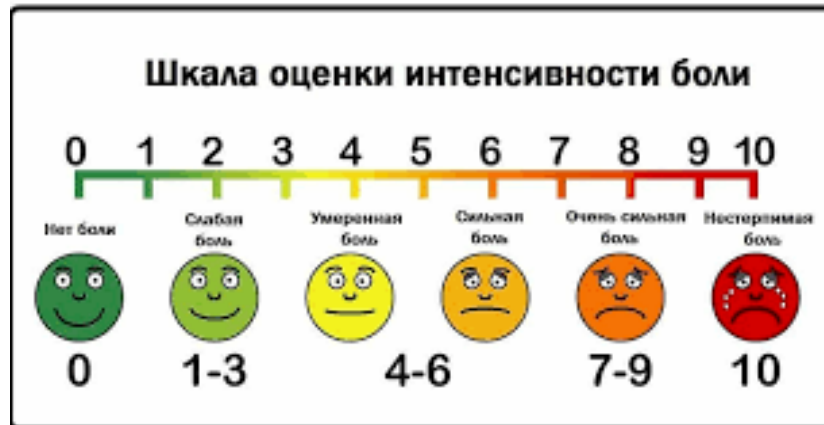 Шкала оценки интенсивности боли
0 1 2 3 4 5 6 7 8 9 10
Нет боли
Слабая
боль
Умеренная
боль
Сильная
боль
Очень сильная
боль
Нестерпимая
боль
0 1-3 4-6 7-9 10